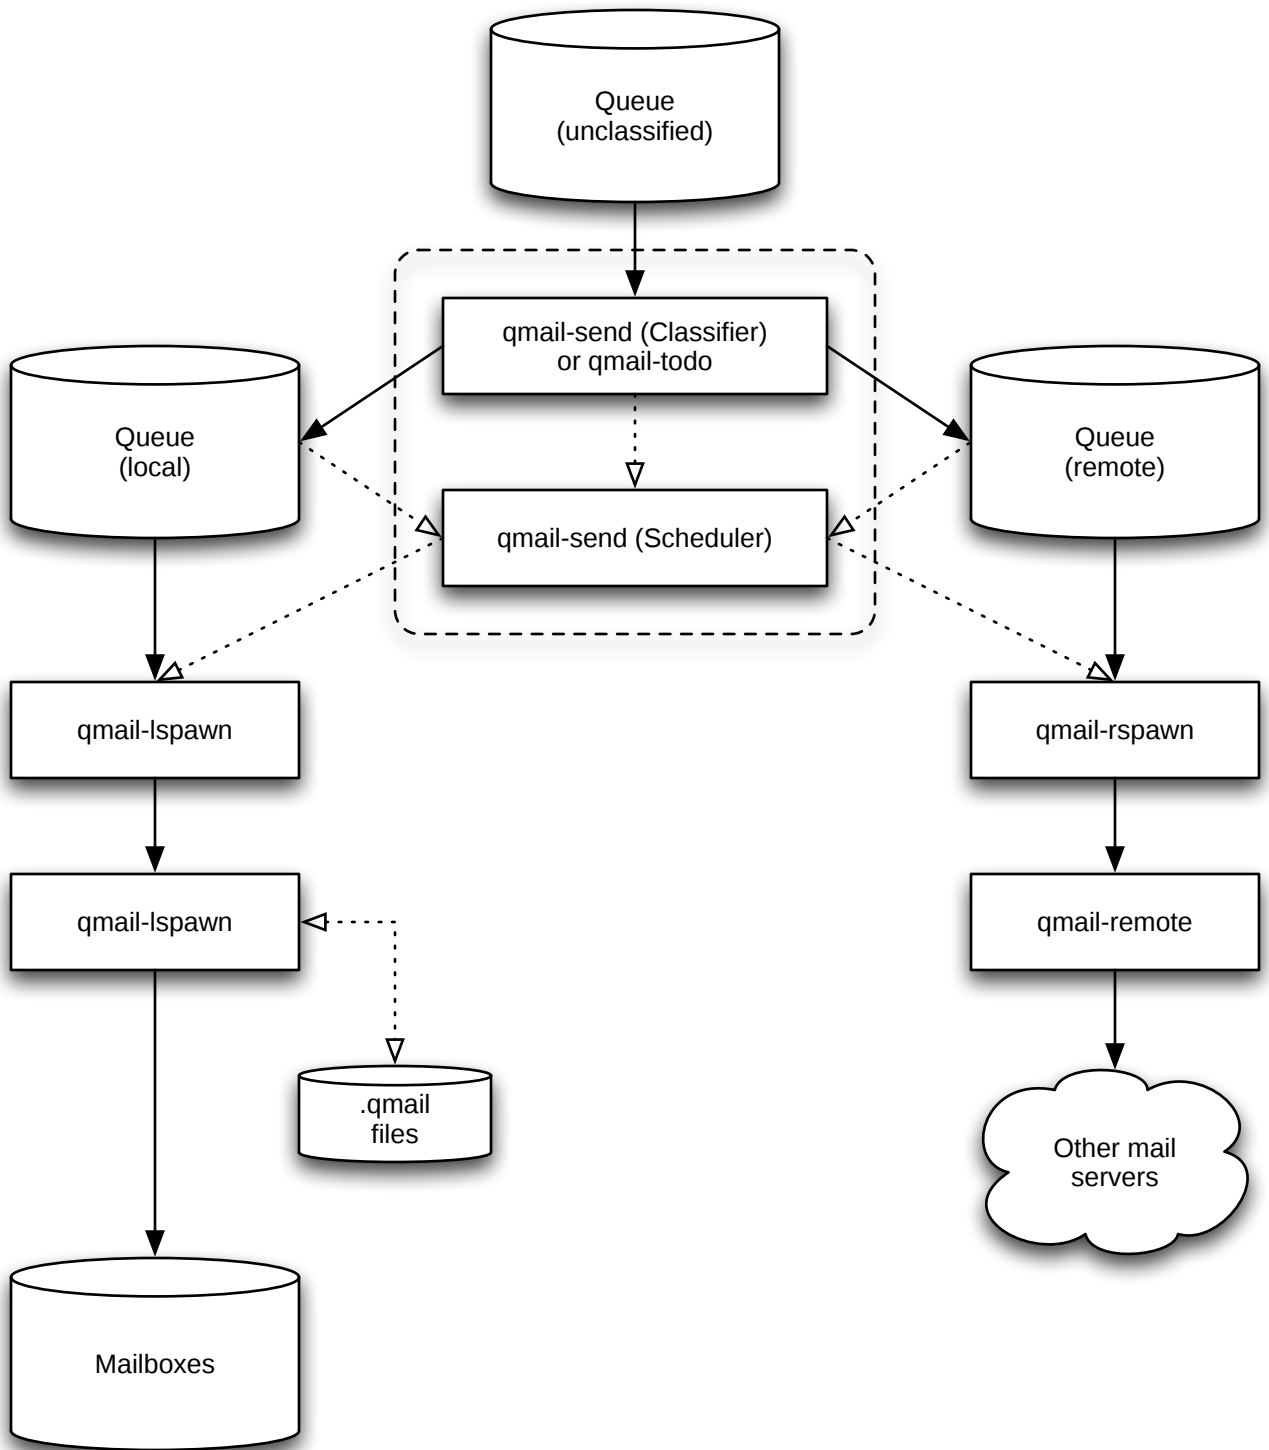 Queue
(unclassified)
qmail-send (Classifier)
or qmail-todo
Queue
(local)
Queue
(remote)
qmail-send (Scheduler)
qmail-lspawn
qmail-rspawn
qmail-lspawn
qmail-remote
.qmail
files
Other mail
servers
Mailboxes